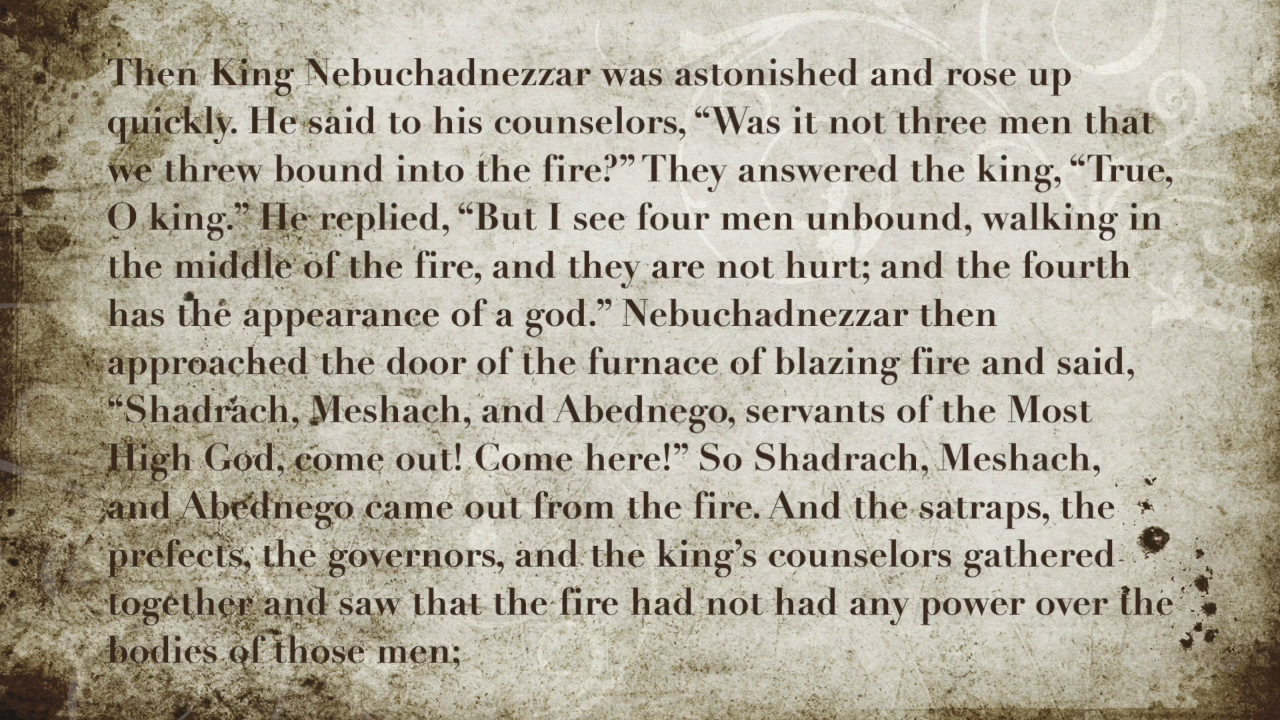 Then King Nebuchadnezzar was astonished and rose up
quickly. He said to his counselors, “Was it not three men that
we threw bound into the fire?” They answered the king, “True,
O king.” He replied, “But I see four men unbound, walking in
the middle of the fire, and they are not hurt; and the fourth
has the appearance of a god.” Nebuchadnezzar then
approached the door of the furnace of blazing fire and said,
“Shadrach, Meshach, and Abednego, servants of the Most
High God, come out! Come here!” So Shadrach, Meshach,
and Abednego came out from the fire. And the satraps, the
prefects, the governors, and the king’s counselors gathered
together and saw that the fire had not had any power over the
bodies of those men;